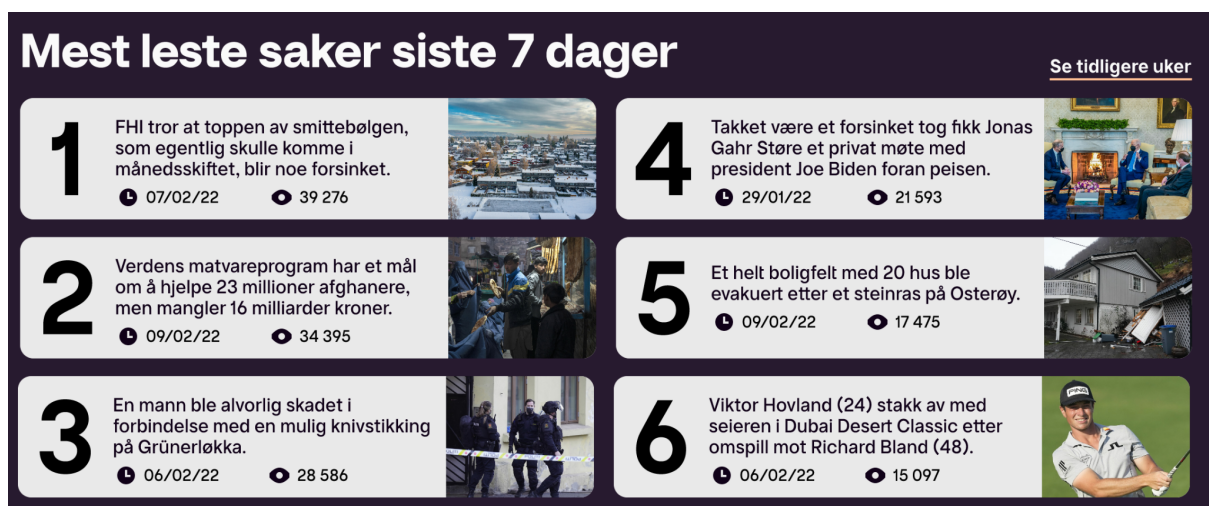 Mest leste saker siste 7 dager
Se tidligere uker
1
FHI tror at toppen av smittebølgen,
som egentlig skulle komme i
månedsskiftet, blir noe forsinket.
07/02/22 39 276
2
Verdens matvareprogram har et mål
om å hjelpe 23 millioner afghanere,
men mangler 16 milliarder kroner.
09/02/22 34 395
3
En mann ble alvorlig skadet i
forbindelse med en mulig knivstikking
på Grünerløkka.
06/02/22 28 586
4
Takket være et forsinket tog fikk Jonas
Gahr Støre et privat møte med
president Joe Biden foran peisen.
29/01/22 21 593
5
Et helt boligfelt med 20 hus ble
evakuert etter et steinras på Osterøy.
09/02/22 17 475
6
Viktor Hovland (24) stakk av med
seieren i Dubai Desert Classic etter
omspill mot Richard Bland (48).
06/02/22 15 097
PING